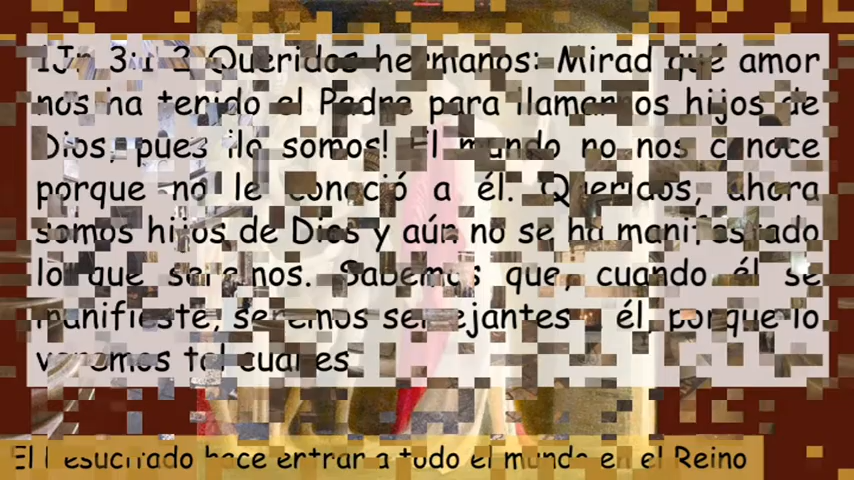 1Jn 3:1-2 Queridos hermanos: Mirad qué amor
nos ha tenido el Padre para llamarnos hijos de
Dios, pues ¡lo somos! El mundo no nos conoce
porque no le conoció a él. Queridos, ahora
somos hijos de Dios y aún no se ha manifestado
lo que seremos. Sabemos que, cuando él se
manifieste, seremos semejantes a él, porque lo
veremos tal cual es
El Resucitado hace entrar a todo el mundo en el Reino